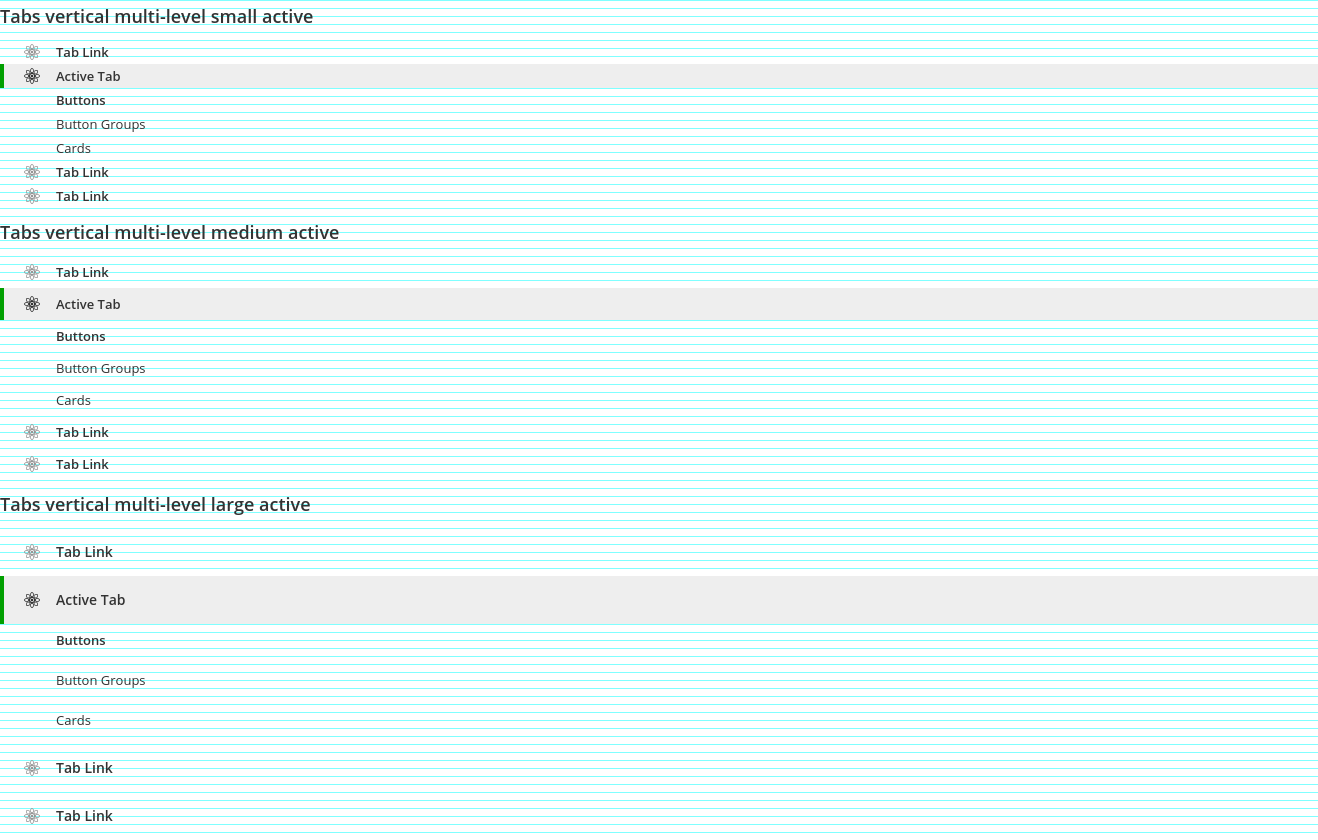 Tabs vertical multi-level small active
Tab Link
Active Tab
Buttons
Button Groups
Cards
Tab Link
Tab Link
Tabs vertical multi-level medium active
Tab Link
Active Tab
Buttons
Button Groups
Cards
Tab Link
Tab Link
Tabs vertical multi-level large active
Tab Link
Active Tab
Buttons
Button Groups
Cards
Tab Link
Tab Link